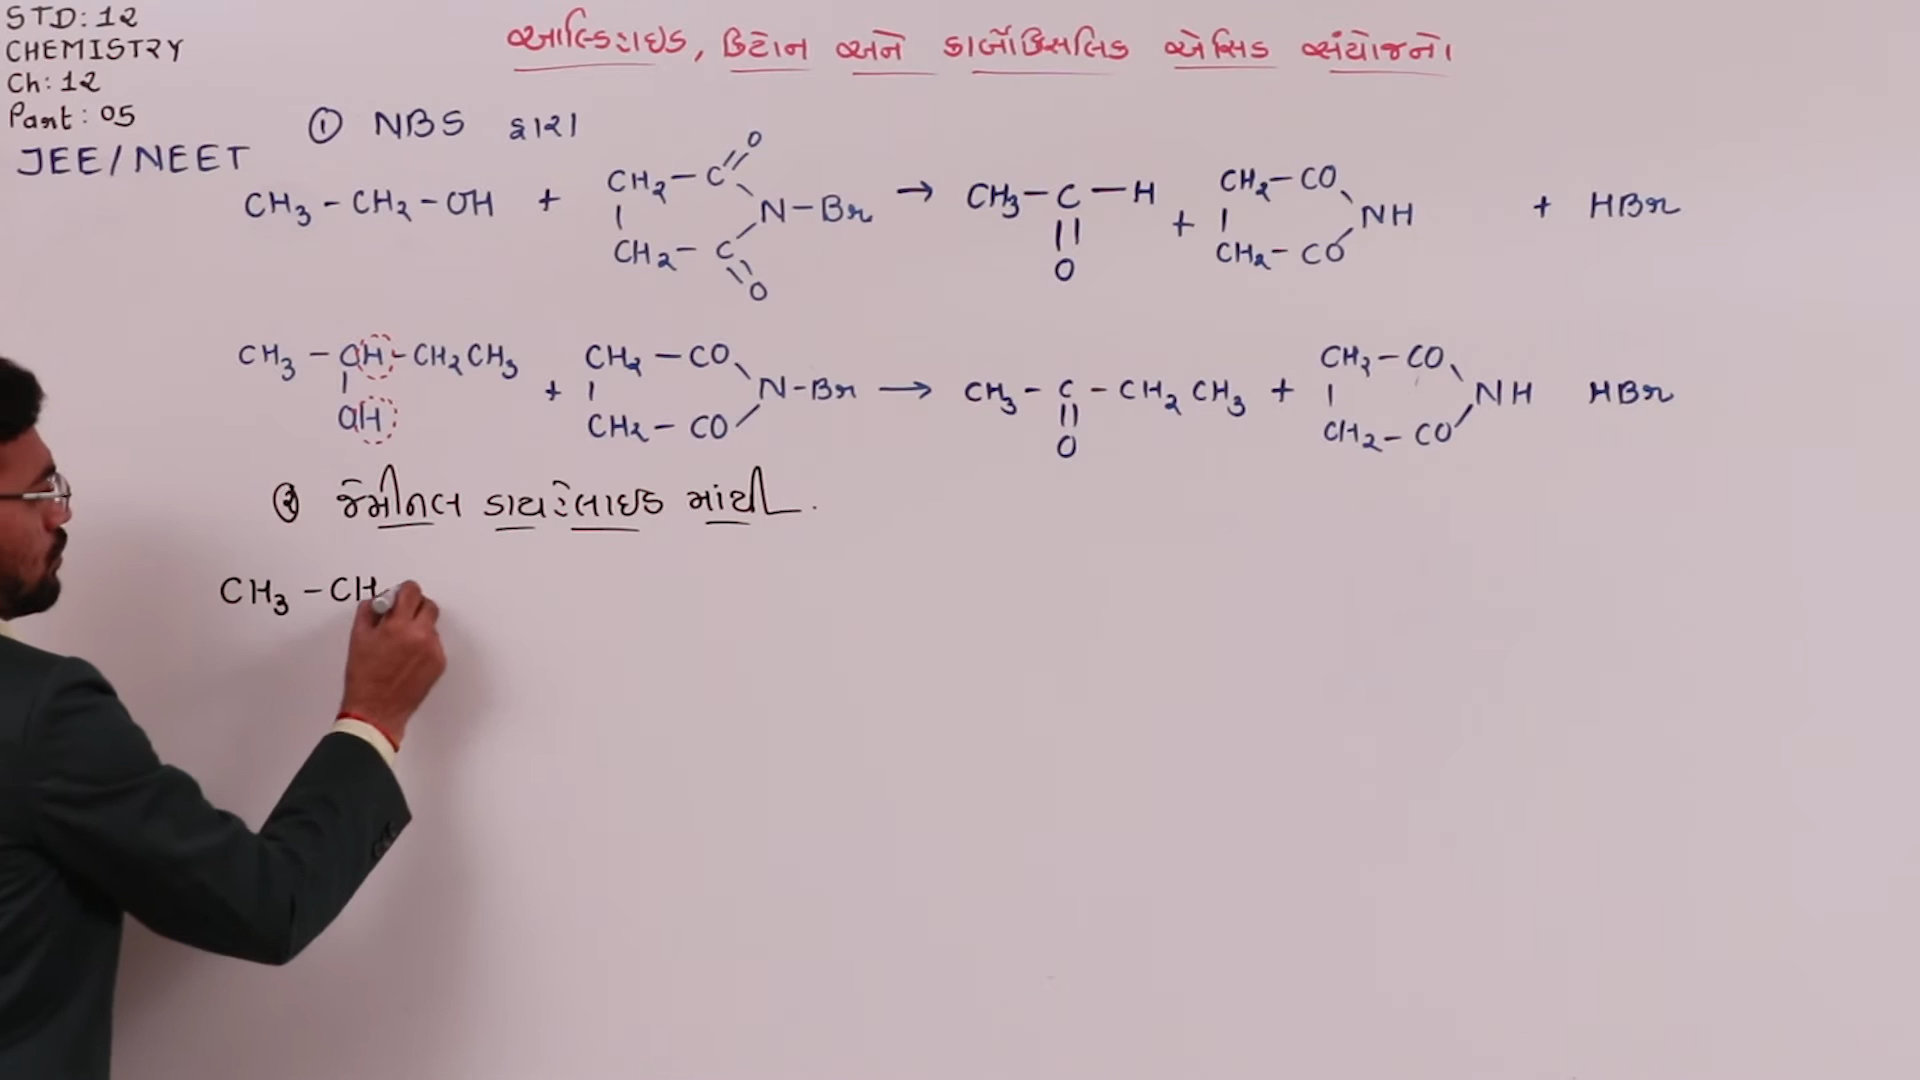 STD: 12
CHEMISTRY
Ch: 12
Part: 05
JEE/NEET
આલ્ડિહાઇડ, કિટોન અને કાર્બોક્સિલિક એસિડ સંયોજનો।
① NBS દ્વારા
CH₃ - CH₂ - OH + CH₂ - C = O | CH₂ - C = O N - Br → CH₃ - C - H || O + CH₂ - CO | CH₂ - CO NH + HBr
CH₃ - CH - CH₂CH₃ | OH + CH₂ - CO | CH₂ - CO N - Br → CH₃ - C - CH₂CH₃ || O + CH₂ - CO | CH₂ - CO NH HBr
② જેમીનલ ડાયહેલાઇડ માંથી.
CH₃ - CH